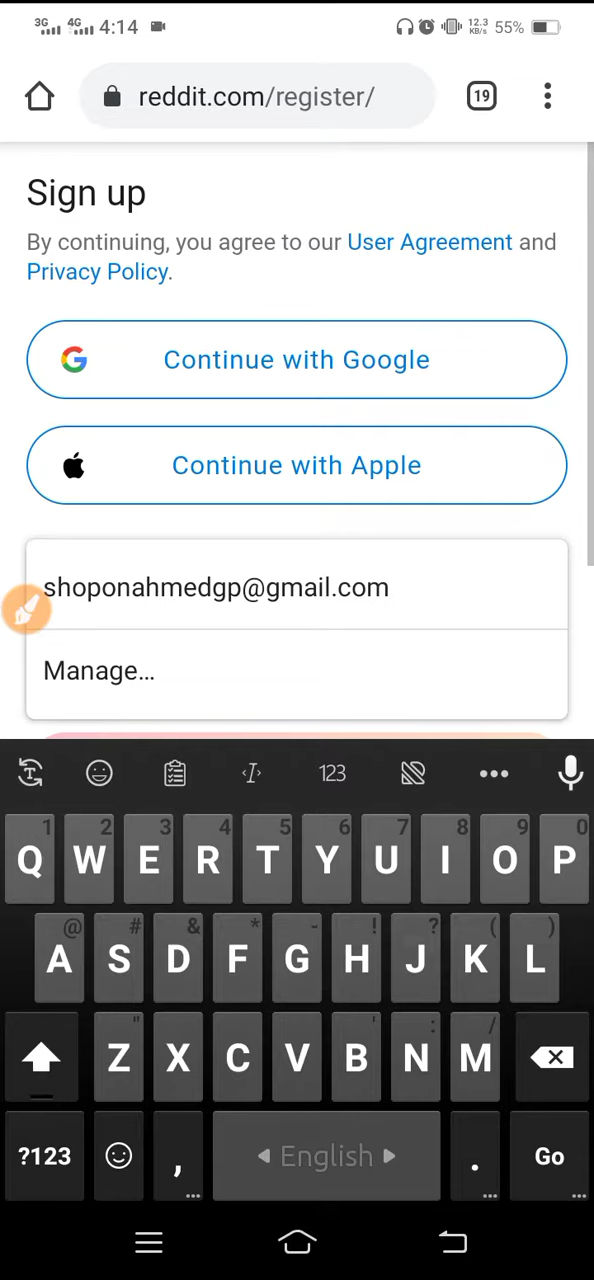 3G 4G 4:14 12.3 KB/s 55%
reddit.com/register/ 19
Sign up
By continuing, you agree to our User Agreement and
Privacy Policy.
Continue with Google
Continue with Apple
shoponahmedgp@gmail.com
Manage...
T 123
1 2 3 4 5 6 7 8 9 0
Q W E R T Y U I O P
@ # & * - ! ? ( )
A S D F G H J K L
" ' : /
Z X C V B N M
?123 , English . Go